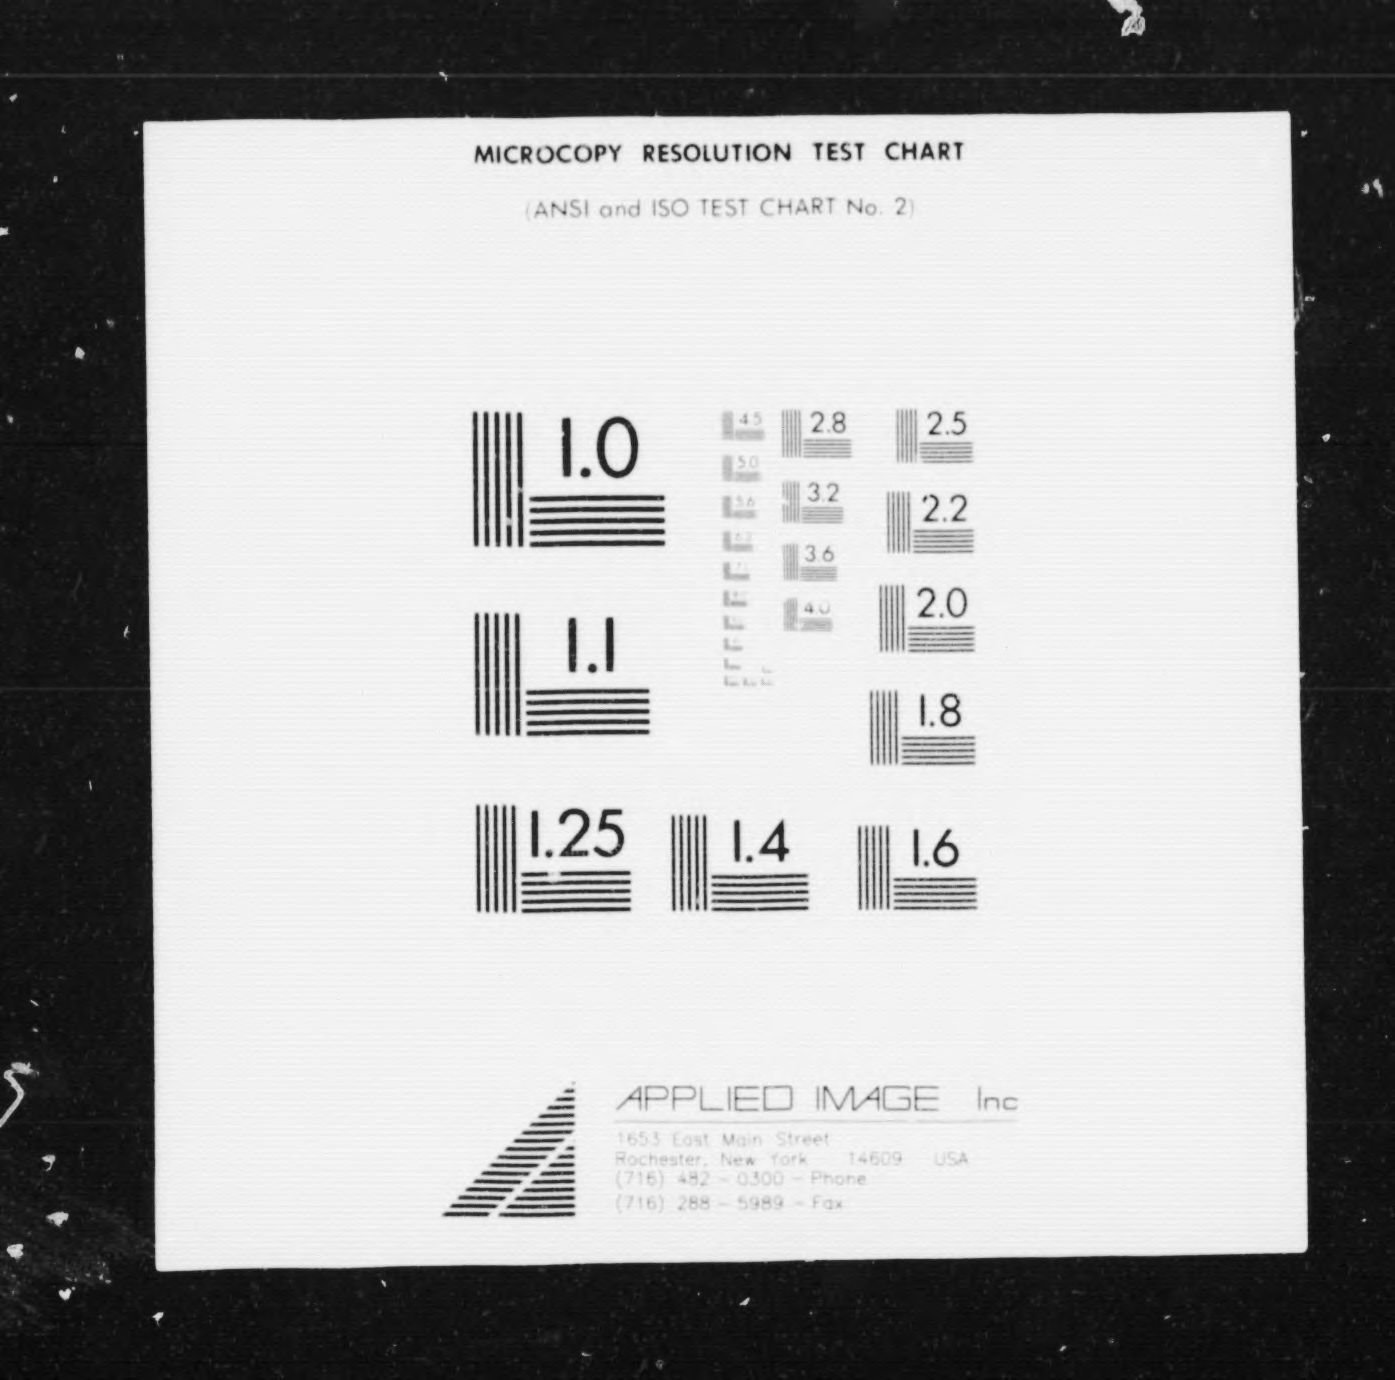 MICROCOPY RESOLUTION TEST CHART
(ANSI and ISO TEST CHART No. 2)
1.0
1.1
1.25
1.4
1.6
1.8
2.0
2.2
2.5
2.8
3.2
3.6
4.0
4.5
5.0
5.6
APPLIED IMAGE Inc
1653 East Main Street
Rochester, New York 14609 USA
(716) 482 - 0300 - Phone
(716) 288 - 5989 - Fax